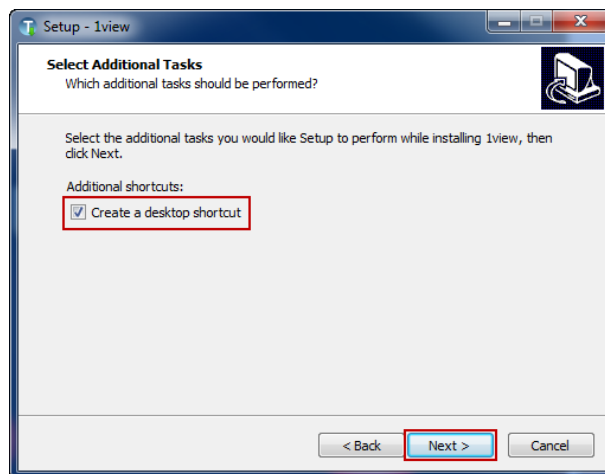 Setup - 1view
Select Additional Tasks
Which additional tasks should be performed?
Select the additional tasks you would like Setup to perform while installing 1view, then
click Next.
Additional shortcuts:
Create a desktop shortcut
< Back Next > Cancel